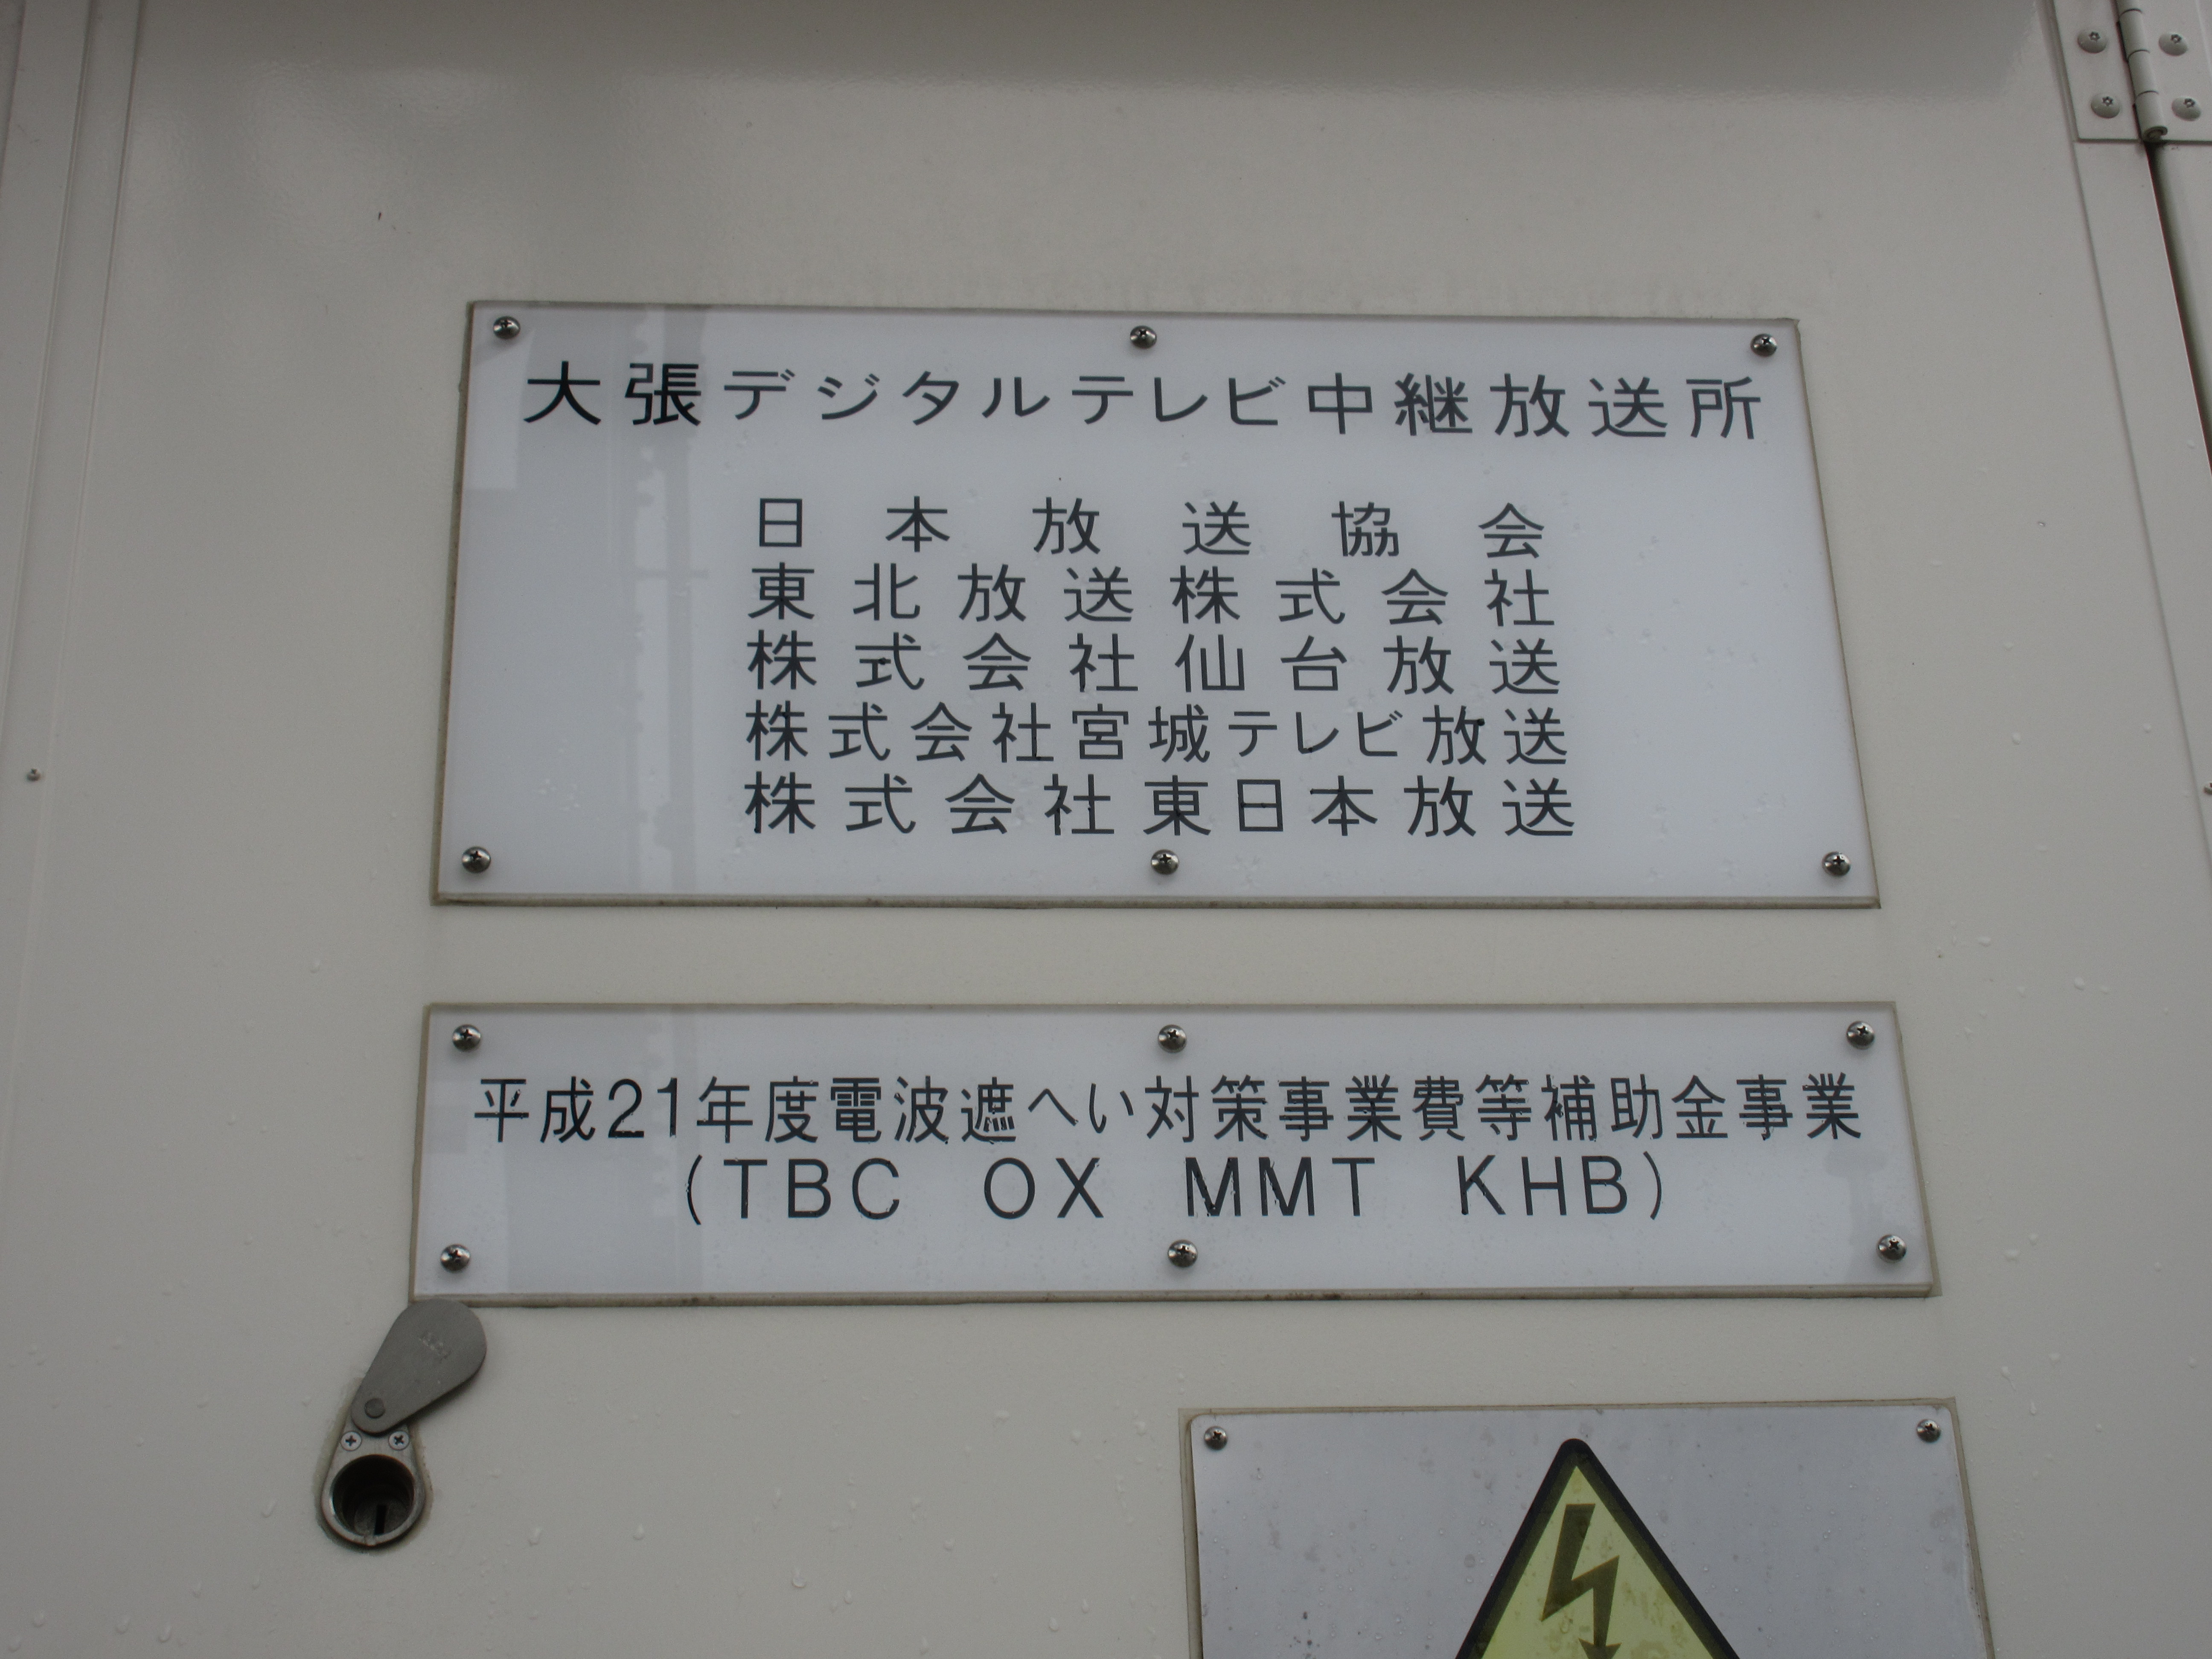 大張デジタルテレビ中継放送所
日本放送協会
東北放送株式会社
株式会社仙台放送
株式会社宮城テレビ放送
株式会社東日本放送
平成21年度電波遮へい対策事業費等補助金事業
(TBC OX MMT KHB)